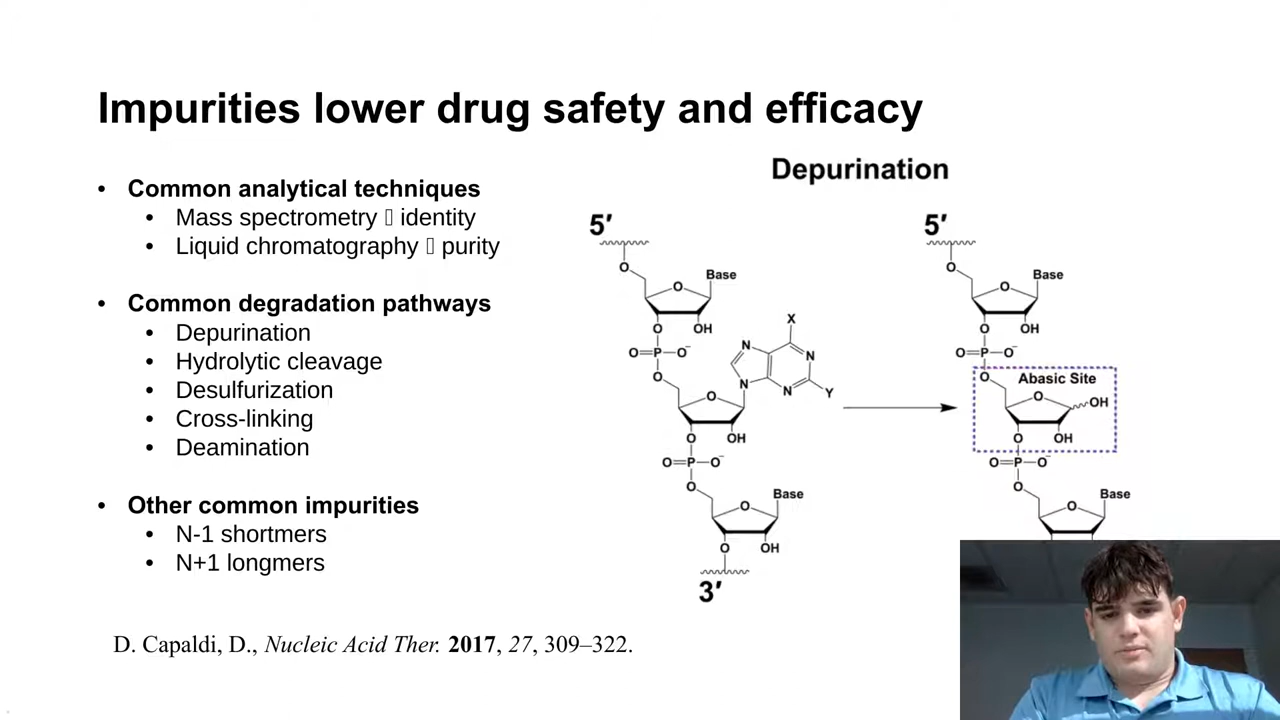 Impurities lower drug safety and efficacy
• Common analytical techniques
• Mass spectrometry ▯ identity
• Liquid chromatography ▯ purity
• Common degradation pathways
• Depurination
• Hydrolytic cleavage
• Desulfurization
• Cross-linking
• Deamination
• Other common impurities
• N-1 shortmers
• N+1 longmers
D. Capaldi, D., Nucleic Acid Ther. 2017, 27, 309–322.
Depurination
5′
O
O
Base
O
OH
O=P–O⁻
O
X
N
N
N
N
Y
O
O
OH
O=P–O⁻
O
Base
O
O
OH
3′
5′
O
O
Base
O
OH
O=P–O⁻
O
Abasic Site
O
OH
O
OH
O=P–O⁻
O
Base
O